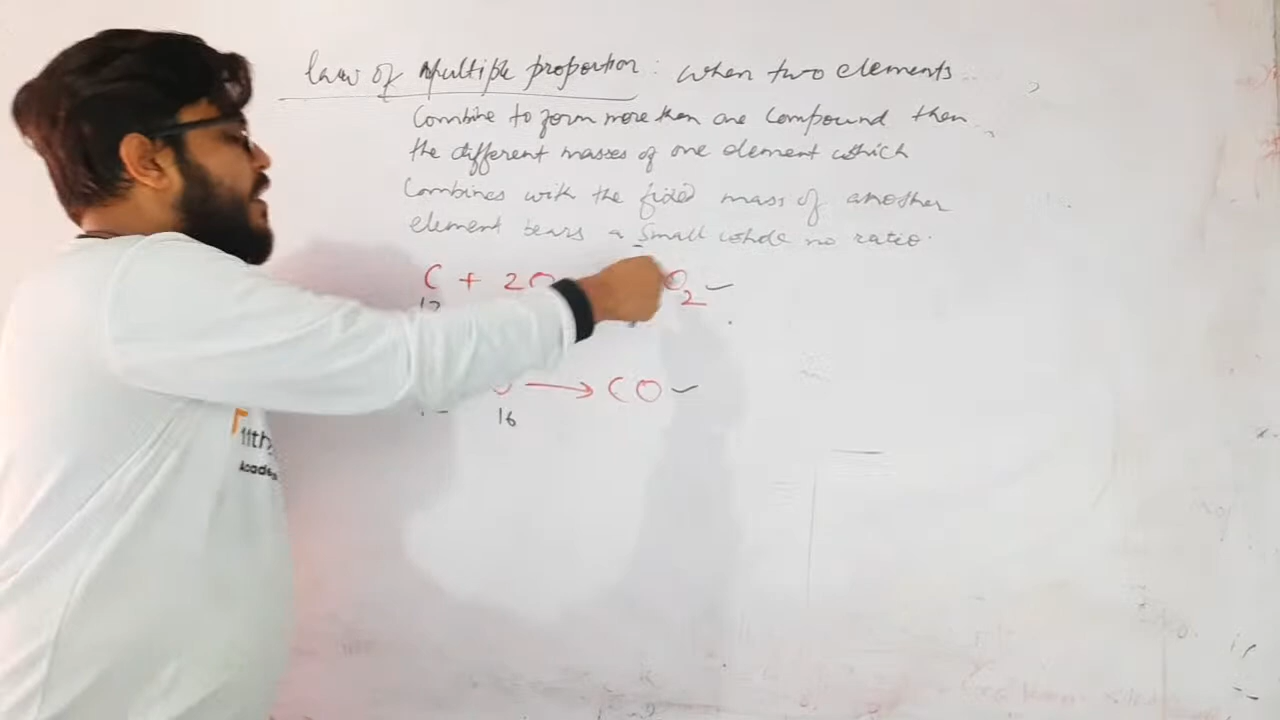 law of Multiple proportion : when two elements
Combine to form more than one compound then
the different masses of one element which
Combines with the fixed mass of another
element bears a small whole no ratio.
C + 2O O2
12
CO
16
11th
Acade